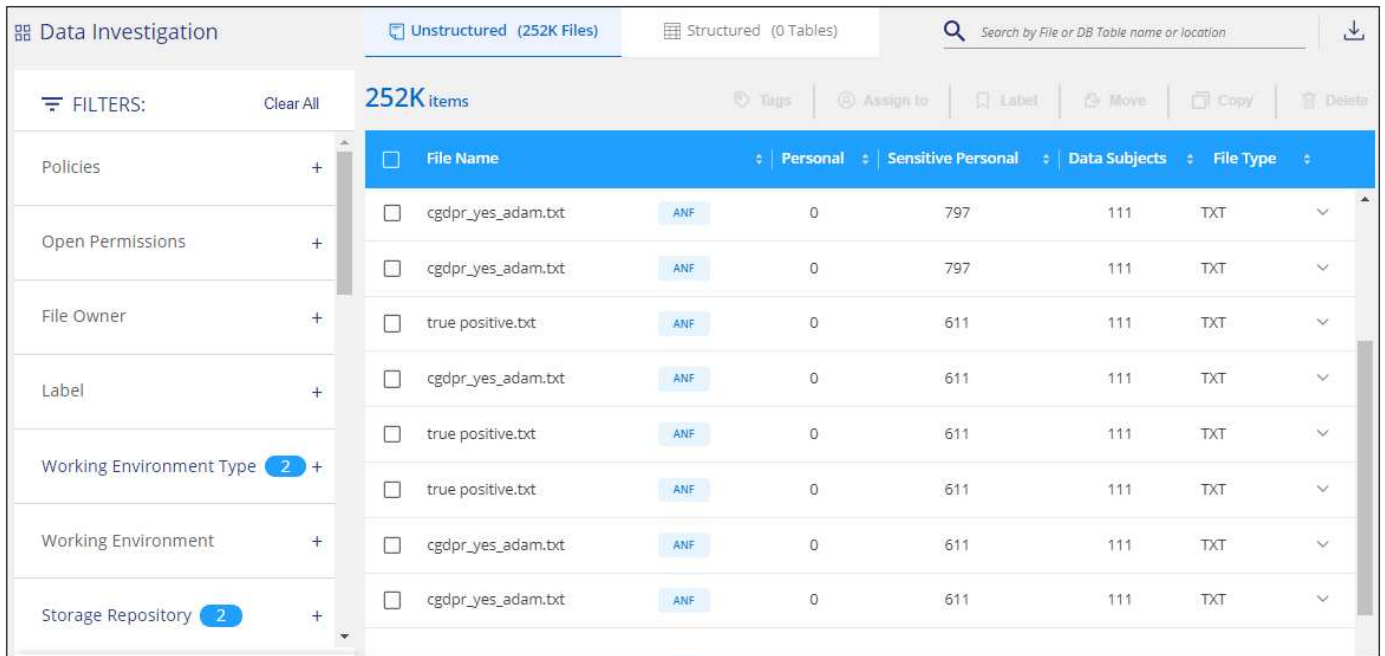 Data Investigation
Unstructured (252K Files)
Structured (0 Tables)
Search by File or DB Table name or location
FILTERS: Clear All
252K items
Tags Assign to Label Move Copy Delete
Policies +
Open Permissions +
File Owner +
Label +
Working Environment Type 2 +
Working Environment +
Storage Repository 2 +
File Name Personal Sensitive Personal Data Subjects File Type
cgdpr_yes_adam.txt ANF 0 797 111 TXT
cgdpr_yes_adam.txt ANF 0 797 111 TXT
true positive.txt ANF 0 611 111 TXT
cgdpr_yes_adam.txt ANF 0 611 111 TXT
true positive.txt ANF 0 611 111 TXT
true positive.txt ANF 0 611 111 TXT
cgdpr_yes_adam.txt ANF 0 611 111 TXT
cgdpr_yes_adam.txt ANF 0 611 111 TXT